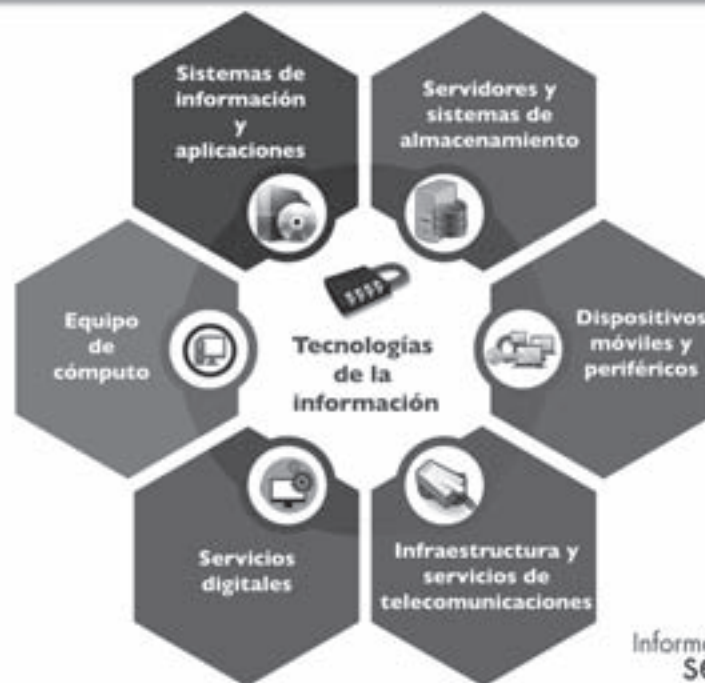 Sistemas de
información
y
aplicaciones
Servidores y
sistemas de
almacenamiento
Equipo
de
cómputo
Tecnologías
de la
información
Dispositivos
móviles y
periféricos
Servicios
digitales
Infraestructura y
servicios de
telecomunicaciones